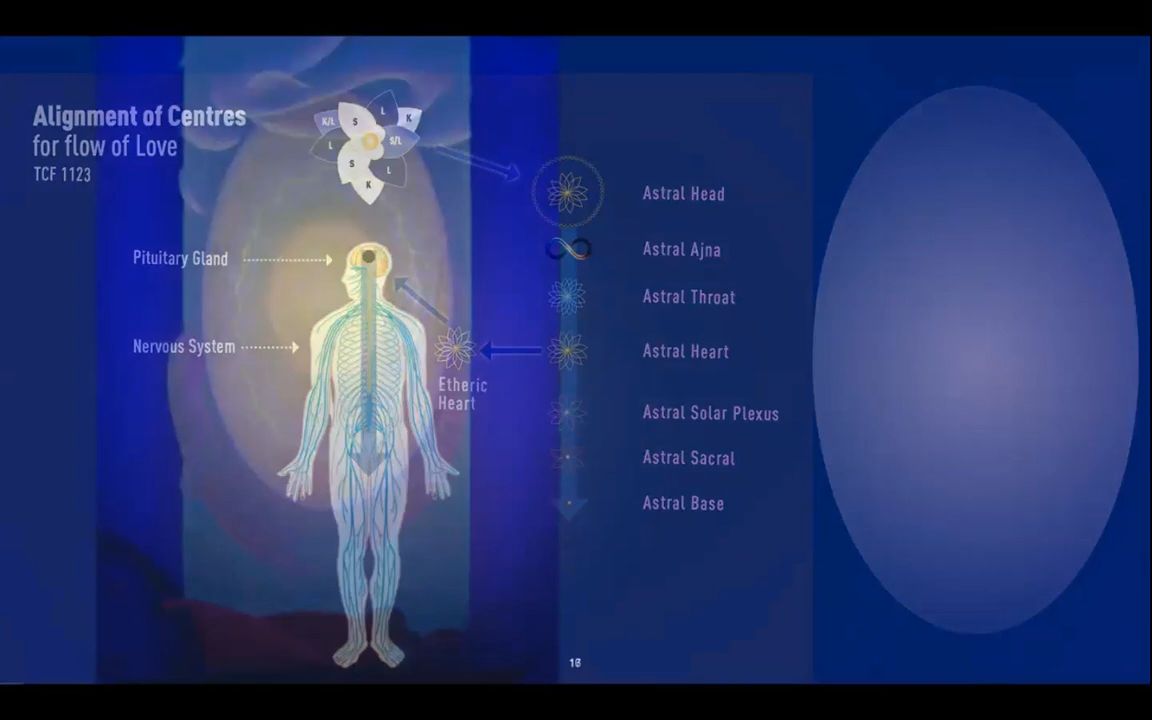 Alignment of Centres
for flow of Love
TCF 1123
K/L
S
L
K
L
S/L
S
L
K
Pituitary Gland
Nervous System
Etheric
Heart
Astral Head
Astral Ajna
Astral Throat
Astral Heart
Astral Solar Plexus
Astral Sacral
Astral Base